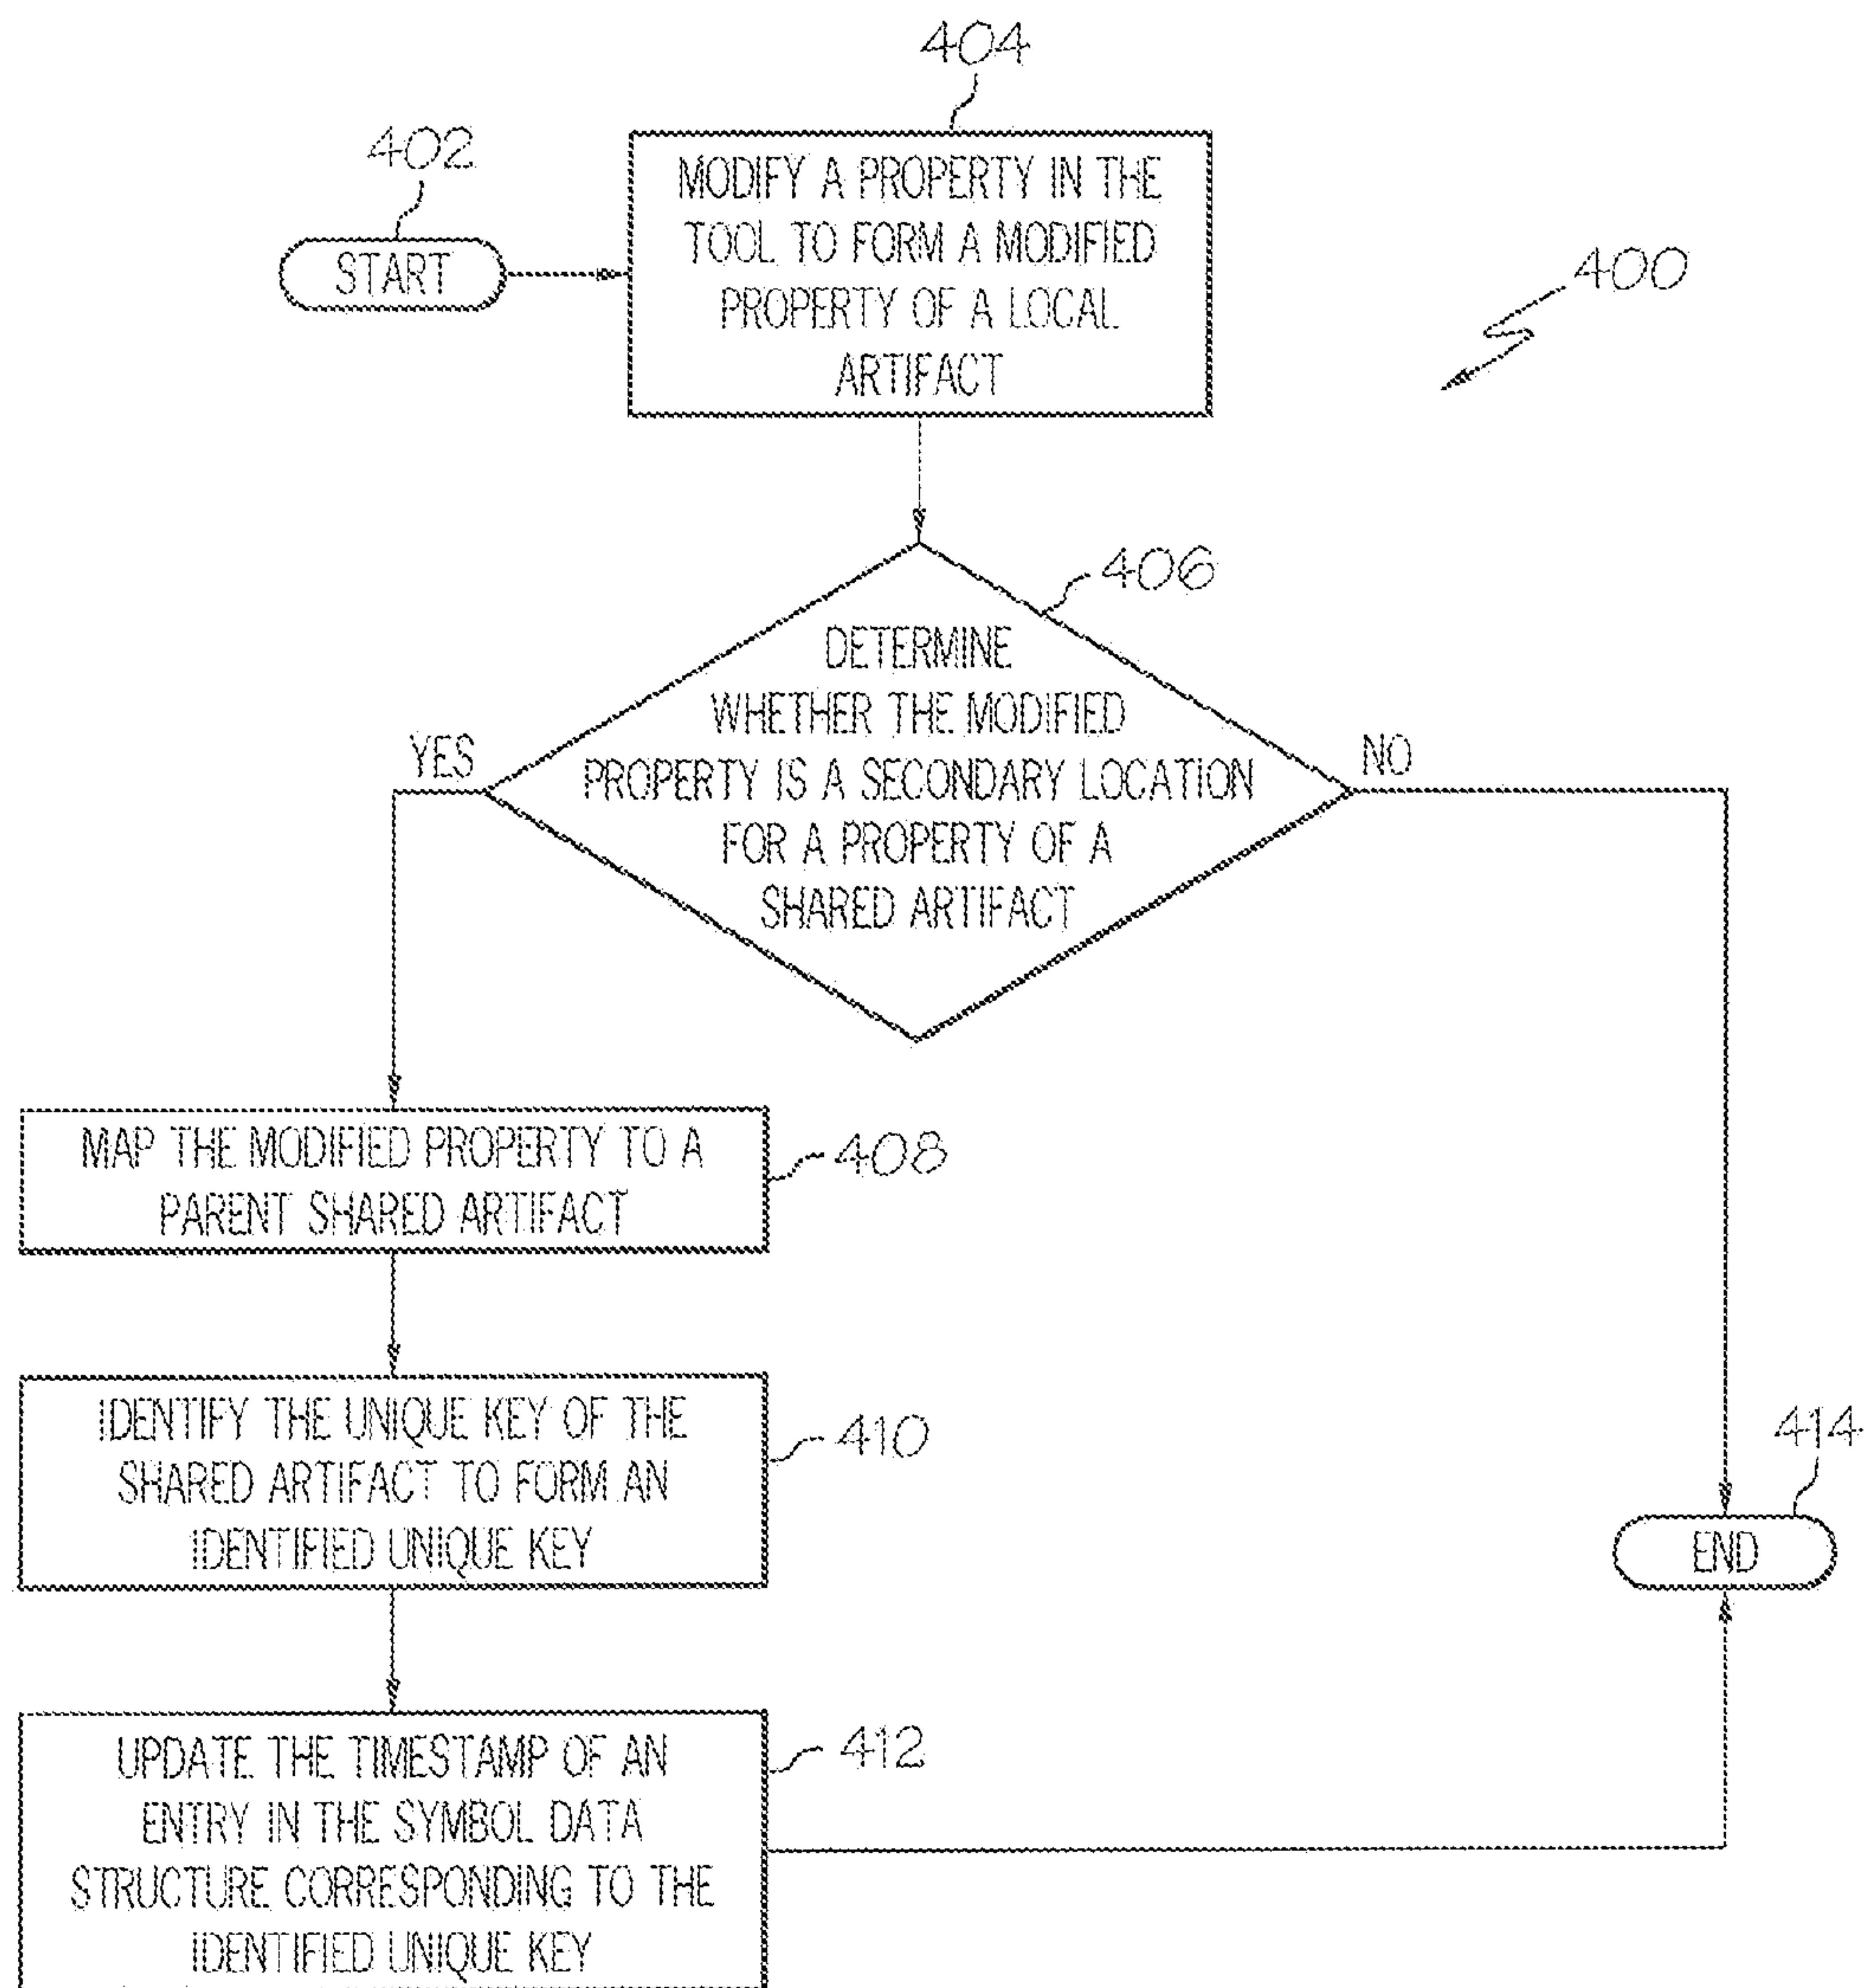 404
402
MODIFY A PROPERTY IN THE
TOOL TO FORM A MODIFIED
PROPERTY OF A LOCAL
ARTIFACT
START
400
406
DETERMINE
WHETHER THE MODIFIED
PROPERTY IS A SECONDARY LOCATION
FOR A PROPERTY OF A
SHARED ARTIFACT
YES
NO
MAP THE MODIFIED PROPERTY TO A
PARENT SHARED ARTIFACT
408
IDENTIFY THE UNIQUE KEY OF THE
SHARED ARTIFACT TO FORM AN
IDENTIFIED UNIQUE KEY
410
414
END
UPDATE THE TIMESTAMP OF AN
ENTRY IN THE SYMBOL DATA
STRUCTURE CORRESPONDING TO THE
IDENTIFIED UNIQUE KEY
412